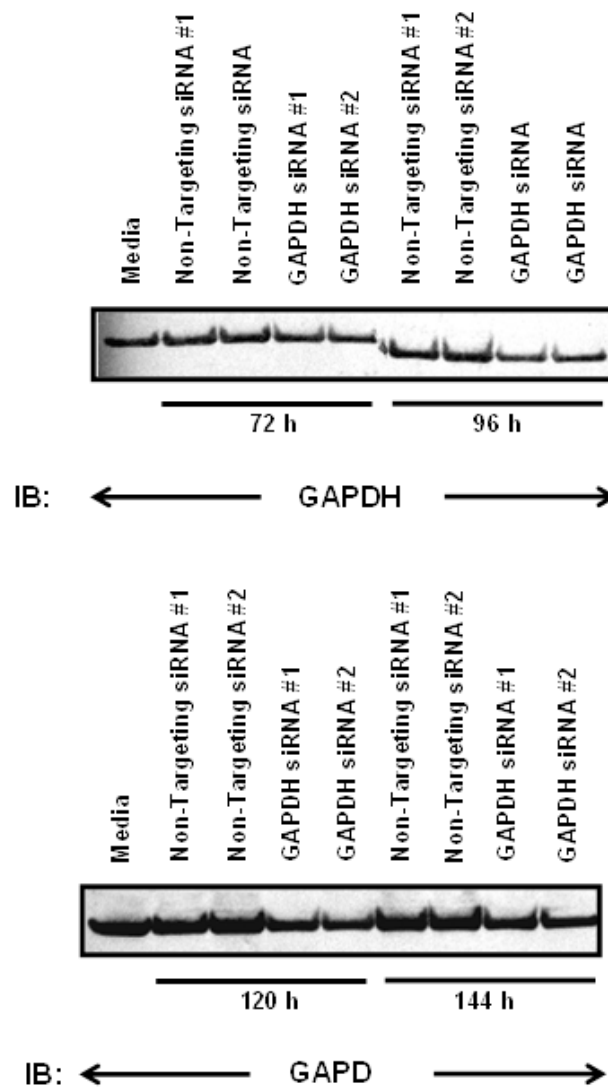 Media
Non-Targeting siRNA #1
Non-Targeting siRNA
GAPDH siRNA #1
GAPDH siRNA #2
Non-Targeting siRNA #1
Non-Targeting siRNA #2
GAPDH siRNA
GAPDH siRNA
72 h
96 h
IB: GAPDH
Media
Non-Targeting siRNA #1
Non-Targeting siRNA #2
GAPDH siRNA #1
GAPDH siRNA #2
Non-Targeting siRNA #1
Non-Targeting siRNA #2
GAPDH siRNA #1
GAPDH siRNA #2
120 h
144 h
IB: GAPD